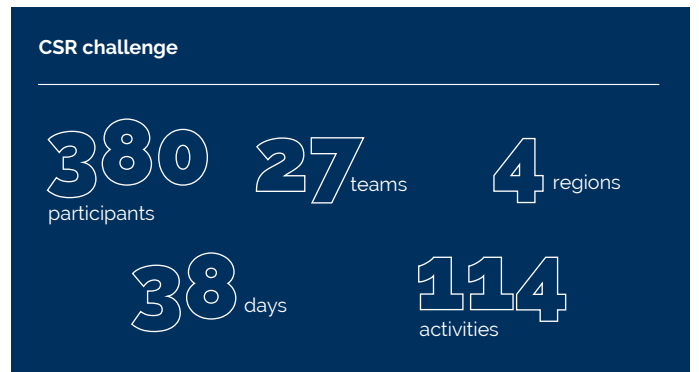 CSR challenge
380 participants
27 teams
4 regions
38 days
114 activities